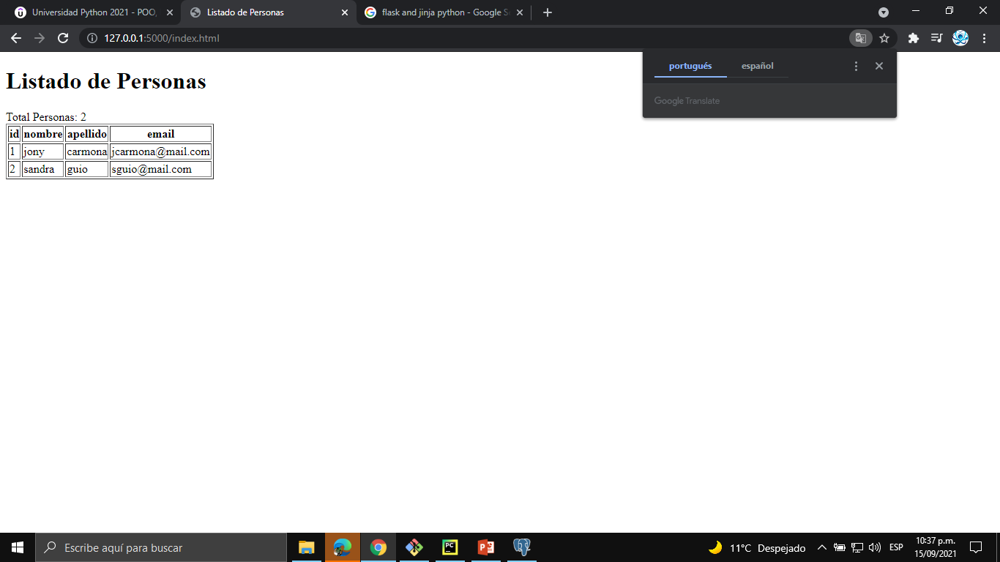 Universidad Python 2021 - POO,
Listado de Personas
flask and jinja python - Google Se
127.0.0.1:5000/index.html
portugués español
Google Translate
Listado de Personas
Total Personas: 2
id nombre apellido email
1 jony carmona jcarmona@mail.com
2 sandra guio sguio@mail.com
Escribe aquí para buscar
PC
P
11°C Despejado
ESP
10:37 p.m.
15/09/2021